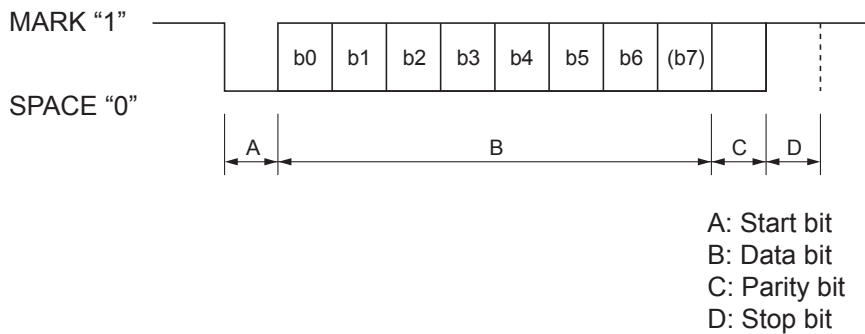 MARK “1”
b0 b1 b2 b3 b4 b5 b6 (b7)
SPACE “0”
A B C D
A: Start bit
B: Data bit
C: Parity bit
D: Stop bit